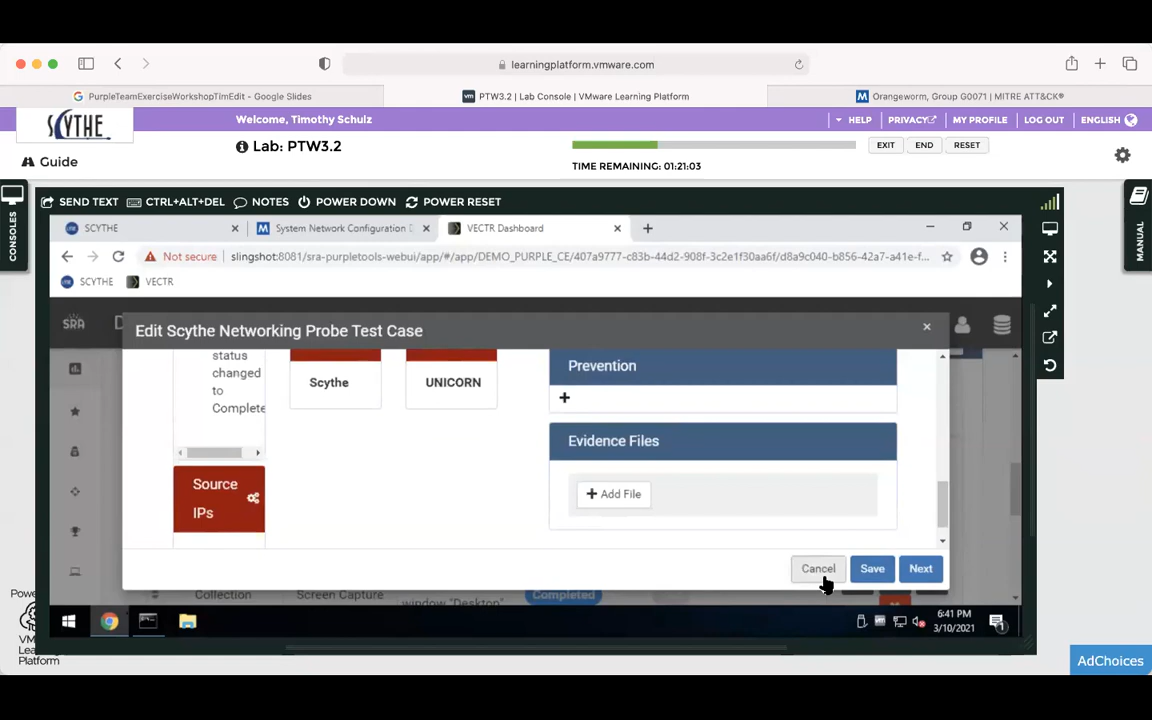 learningplatform.vmware.com
PurpleTeamExerciseWorkshopTimEdit - Google Slides
vm PTW3.2 | Lab Console | VMware Learning Platform
M Orangeworm, Group G0071 | MITRE ATT&CK®
SCYTHE
Welcome, Timothy Schulz
HELP
PRIVACY
MY PROFILE
LOG OUT
ENGLISH
Guide
Lab: PTW3.2
EXIT
END
RESET
TIME REMAINING: 01:21:03
CONSOLES
MANUAL
SEND TEXT
CTRL+ALT+DEL
NOTES
POWER DOWN
POWER RESET
SCYTHE
System Network Configuration
VECTR Dashboard
Not secure
slingshot:8081/sra-purpletools-webui/app/#/app/DEMO_PURPLE_CE/407a9777-c83b-44d2-908f-3c2e1f30aa6f/d8a9c040-b856-42a7-a41e-f...
SCYTHE
VECTR
SRA
Edit Scythe Networking Probe Test Case
status
changed
to
Complete
Scythe
UNICORN
Prevention
+
Evidence Files
+ Add File
Source
IPs
Cancel
Save
Next
Collection
Screen Capture
window "Desktop"
Completed
6:41 PM
3/10/2021
1
Platform
AdChoices